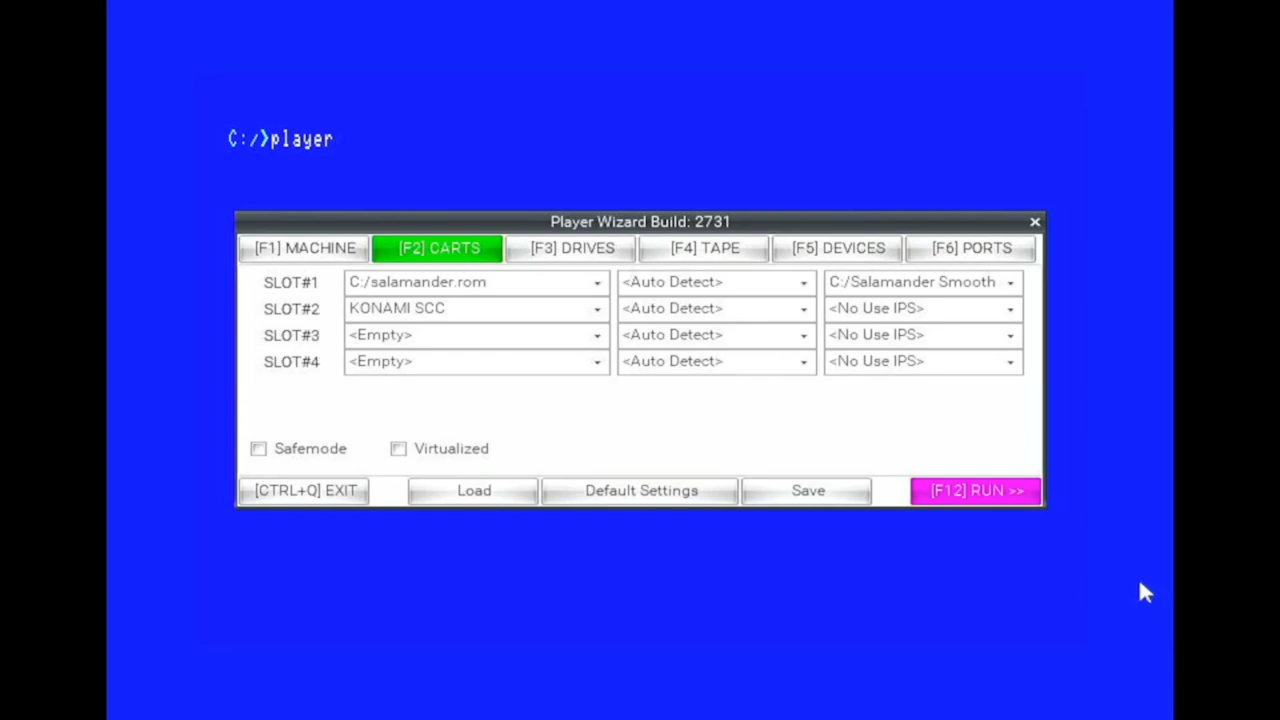 C:/>player
Player Wizard Build: 2731
[F1] MACHINE [F2] CARTS [F3] DRIVES [F4] TAPE [F5] DEVICES [F6] PORTS
SLOT#1 C:/salamander.rom <Auto Detect> C:/Salamander Smooth
SLOT#2 KONAMI SCC <Auto Detect> <No Use IPS>
SLOT#3 <Empty> <Auto Detect> <No Use IPS>
SLOT#4 <Empty> <Auto Detect> <No Use IPS>
Safemode Virtualized
[CTRL+Q] EXIT Load Default Settings Save [F12] RUN >>